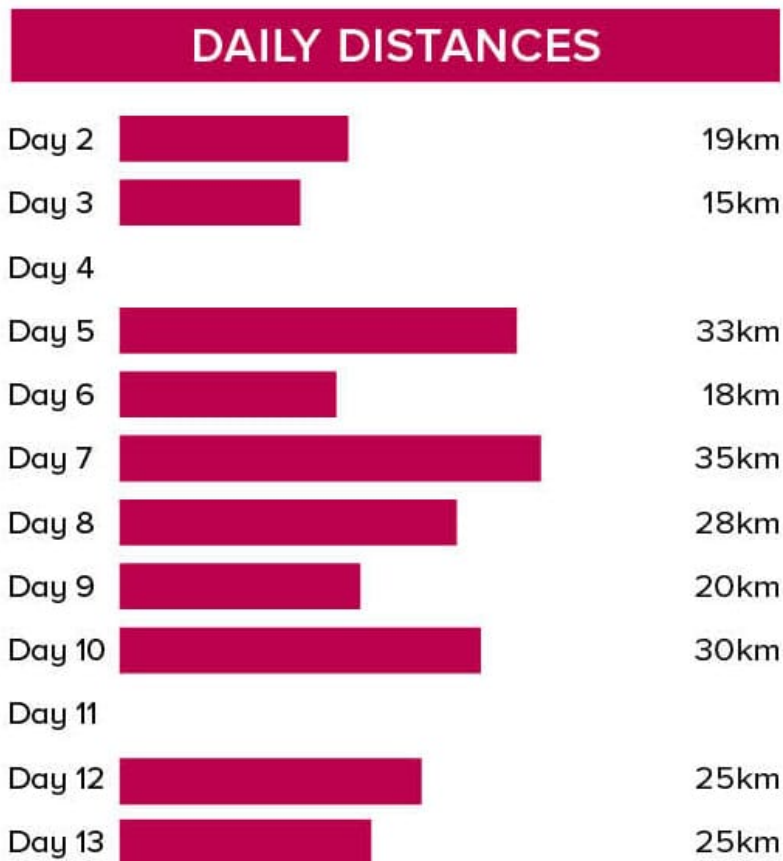 DAILY DISTANCES
Day 2 19km
Day 3 15km
Day 4
Day 5 33km
Day 6 18km
Day 7 35km
Day 8 28km
Day 9 20km
Day 10 30km
Day 11
Day 12 25km
Day 13 25km